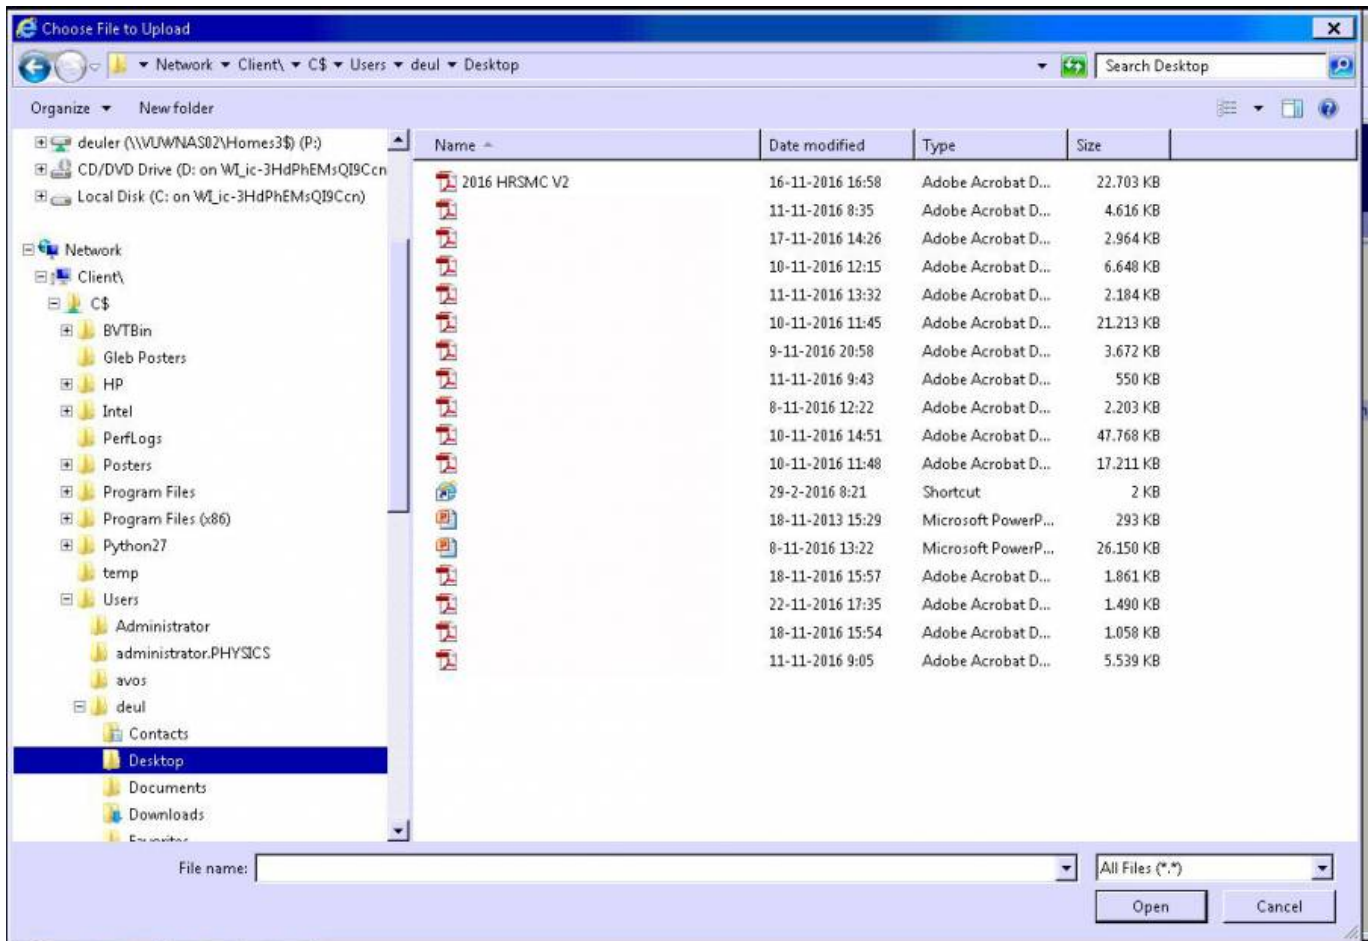 Choose File to Upload
Network Client\ C$ Users deul Desktop
Search Desktop
Organize New folder
deuler (\\VUWNAS02\Homes3$) (P:)
CD/DVD Drive (D: on WI_ic-3HdPhEMsQI9Ccn
Local Disk (C: on WI_ic-3HdPhEMsQI9Ccn)
Network
Client\
C$
BVTBin
Gleb Posters
HP
Intel
PerfLogs
Posters
Program Files
Program Files (x86)
Python27
temp
Users
Administrator
administrator.PHYSICS
avos
deul
Contacts
Desktop
Documents
Downloads
Favorites
Name Date modified Type Size
2016 HRSMC V2 16-11-2016 16:58 Adobe Acrobat D... 22.703 KB
11-11-2016 8:35 Adobe Acrobat D... 4.616 KB
17-11-2016 14:26 Adobe Acrobat D... 2.964 KB
10-11-2016 12:15 Adobe Acrobat D... 6.648 KB
11-11-2016 13:32 Adobe Acrobat D... 2.184 KB
10-11-2016 11:45 Adobe Acrobat D... 21.213 KB
9-11-2016 20:58 Adobe Acrobat D... 3.672 KB
11-11-2016 9:43 Adobe Acrobat D... 550 KB
8-11-2016 12:22 Adobe Acrobat D... 2.203 KB
10-11-2016 14:51 Adobe Acrobat D... 47.768 KB
10-11-2016 11:48 Adobe Acrobat D... 17.211 KB
29-2-2016 8:21 Shortcut 2 KB
18-11-2013 15:29 Microsoft PowerP... 293 KB
8-11-2016 13:22 Microsoft PowerP... 26.150 KB
18-11-2016 15:57 Adobe Acrobat D... 1.861 KB
22-11-2016 17:35 Adobe Acrobat D... 1.490 KB
18-11-2016 15:54 Adobe Acrobat D... 1.058 KB
11-11-2016 9:05 Adobe Acrobat D... 5.539 KB
File name: All Files (*.*)
Open Cancel